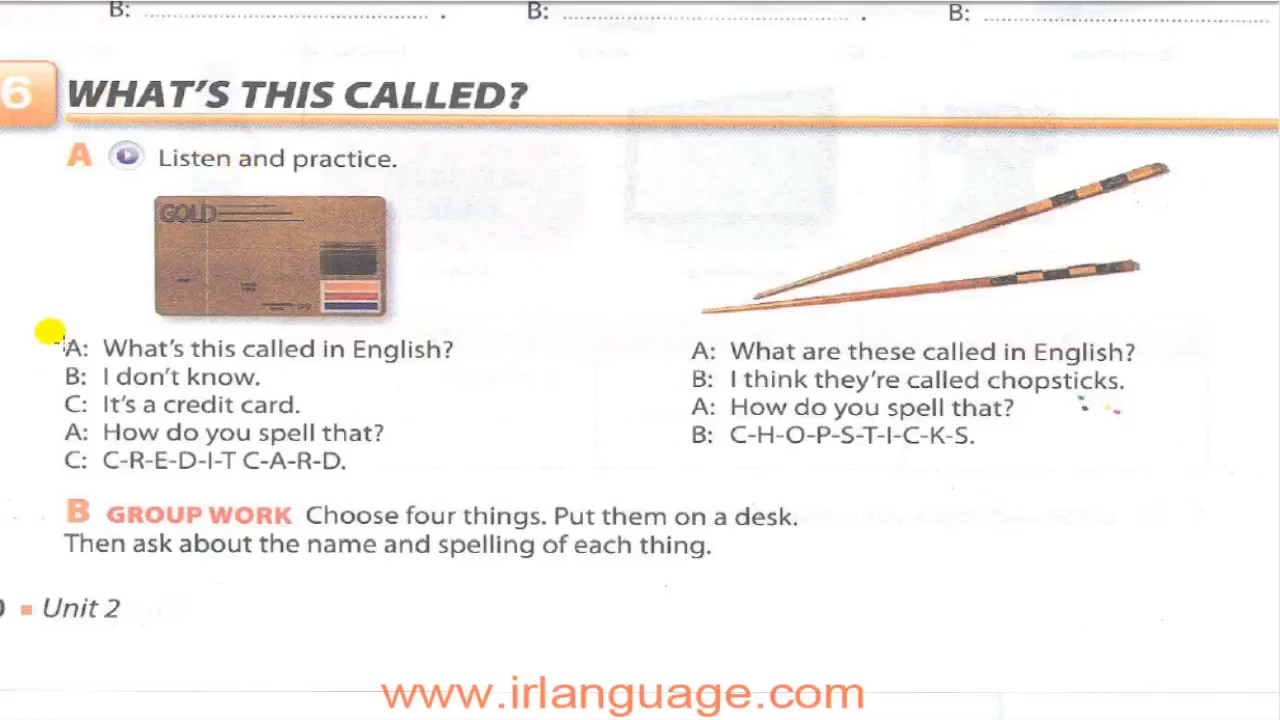 B: .
B: .
B:
6 WHAT'S THIS CALLED?
A Listen and practice.
GOLD
A: What's this called in English?
B: I don't know.
C: It's a credit card.
A: How do you spell that?
C: C-R-E-D-I-T C-A-R-D.
A: What are these called in English?
B: I think they're called chopsticks.
A: How do you spell that?
B: C-H-O-P-S-T-I-C-K-S.
B GROUP WORK Choose four things. Put them on a desk.
Then ask about the name and spelling of each thing.
Unit 2
www.irlanguage.com